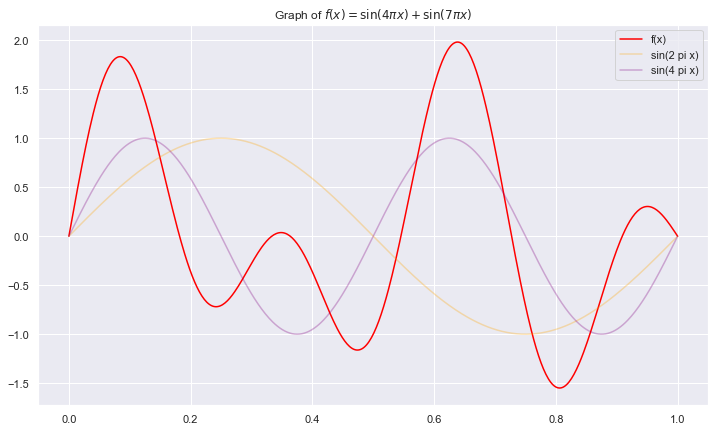 Graph of f(x) = sin(4πx) + sin(7πx)
f(x)
sin(2 pi x)
sin(4 pi x)
2.0
1.5
1.0
0.5
0.0
−0.5
−1.0
−1.5
0.0 0.2 0.4 0.6 0.8 1.0